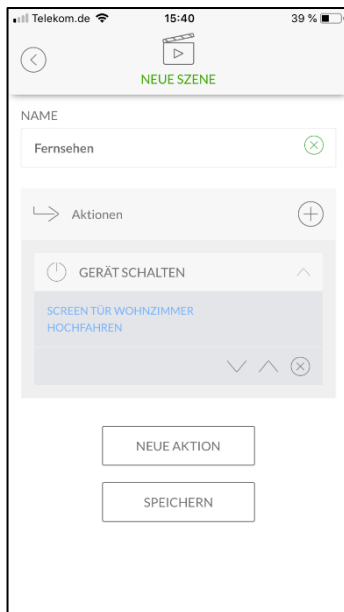 Telekom.de 15:40 39 %
NEUE SZENE
NAME
Fernsehen
Aktionen
GERÄT SCHALTEN
SCREEN TÜR WOHNZIMMER
HOCHFAHREN
NEUE AKTION
SPEICHERN